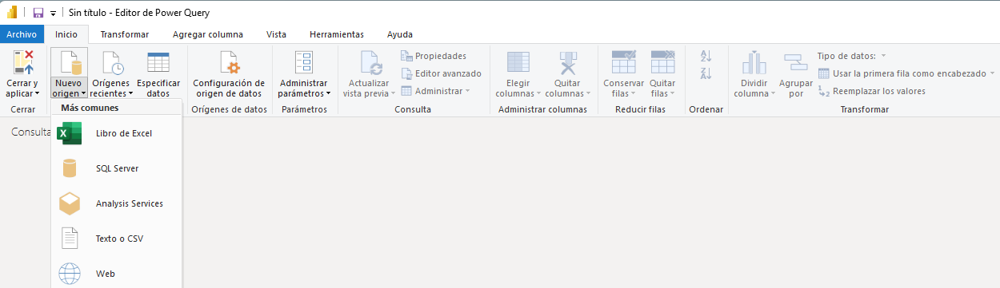 Sin título - Editor de Power Query
Archivo Inicio Transformar Agregar columna Vista Herramientas Ayuda
Cerrar y aplicar
Nuevo origen
Orígenes recientes
Especificar datos
Configuración de origen de datos
Administrar parámetros
Actualizar vista previa
Propiedades
Editor avanzado
Administrar
Elegir columnas
Quitar columnas
Conservar filas
Quitar filas
A
Z
Z
A
Dividir columna
Agrupar por
Tipo de datos:
Usar la primera fila como encabezado
1
2
Reemplazar los valores
Cerrar
Orígenes de datos
Parámetros
Consulta
Administrar columnas
Reducir filas
Ordenar
Transformar
Más comunes
Consulta
Libro de Excel
SQL Server
Analysis Services
Texto o CSV
Web